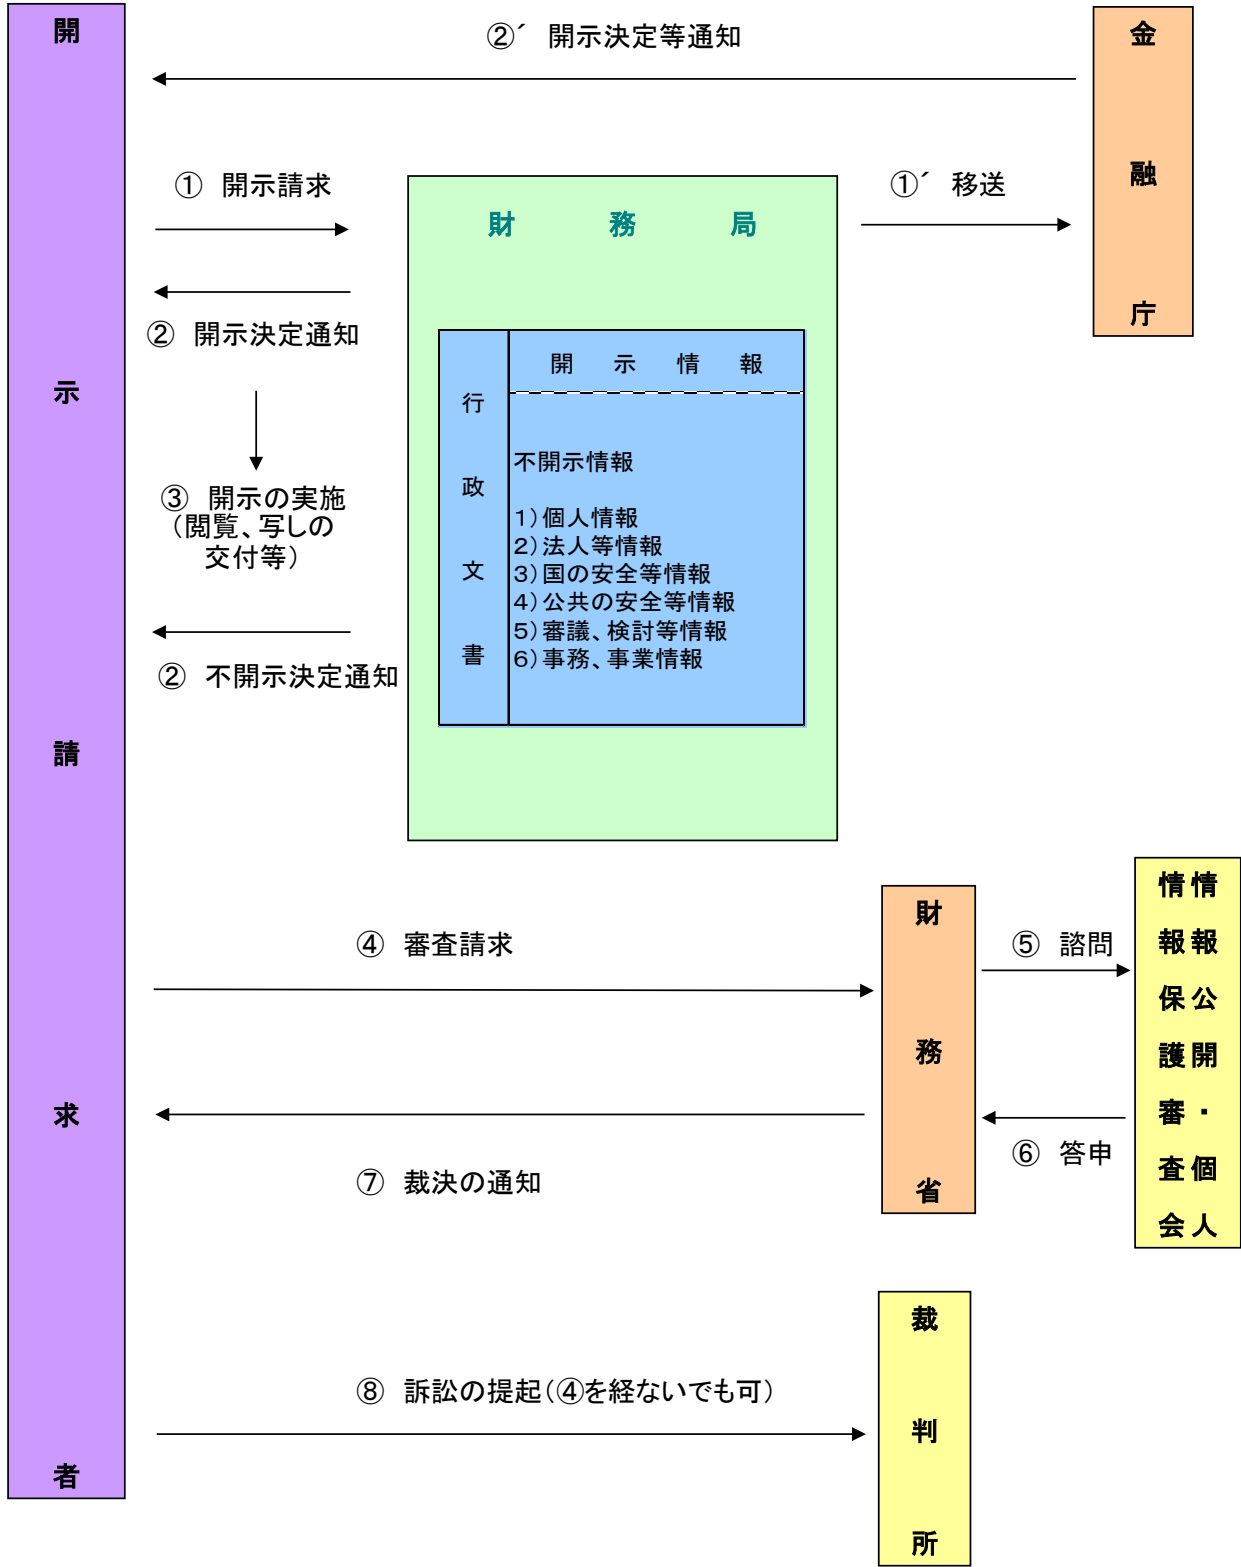 開示請求者
②´ 開示決定等通知
金融庁
① 開示請求
①´ 移送
財務局
② 開示決定通知
行政文書
開示情報
不開示情報
1)個人情報
2)法人等情報
3)国の安全等情報
4)公共の安全等情報
5)審議、検討等情報
6)事務、事業情報
③ 開示の実施
(閲覧、写しの
交付等)
② 不開示決定通知
④ 審査請求
財務省
⑤ 諮問
情報公開・個人
情報保護審査会
⑥ 答申
⑦ 裁決の通知
⑧ 訴訟の提起(④を経ないでも可)
裁判所